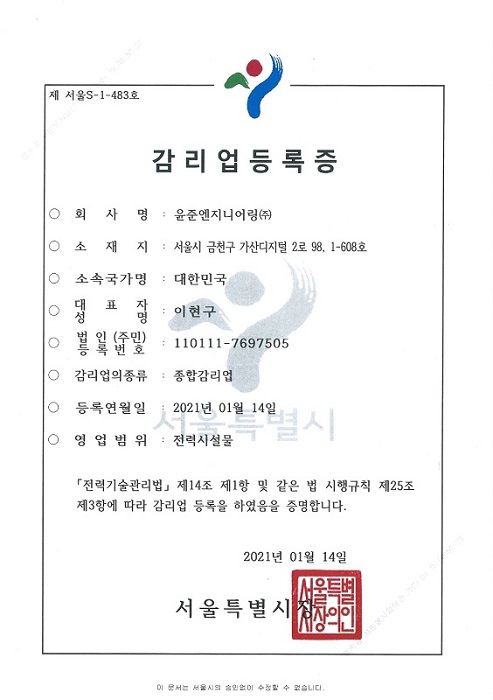 제 서울S-1-483호
감리업등록증
○ 회 사 명 : 윤준엔지니어링㈜
○ 소 재 지 : 서울시 금천구 가산디지털 2로 98, 1-608호
○ 소속국가명 : 대한민국
○ 대 표 자
성 명 : 이현구
○ 법 인 (주민)
등 록 번 호 : 110111-7697505
○ 감리업의종류 : 종합감리업
○ 등록연월일 : 2021년 01월 14일
서울특별시
○ 영 업 범 위 : 전력시설물
「전력기술관리법」 제14조 제1항 및 같은 법 시행규칙 제25조
제3항에 따라 감리업 등록을 하였음을 증명합니다.
2021년 01월 14일
서울특별시장
서울특별
시장의인
이 문서는 서울시의 승인없이 수정할 수 없습니다.